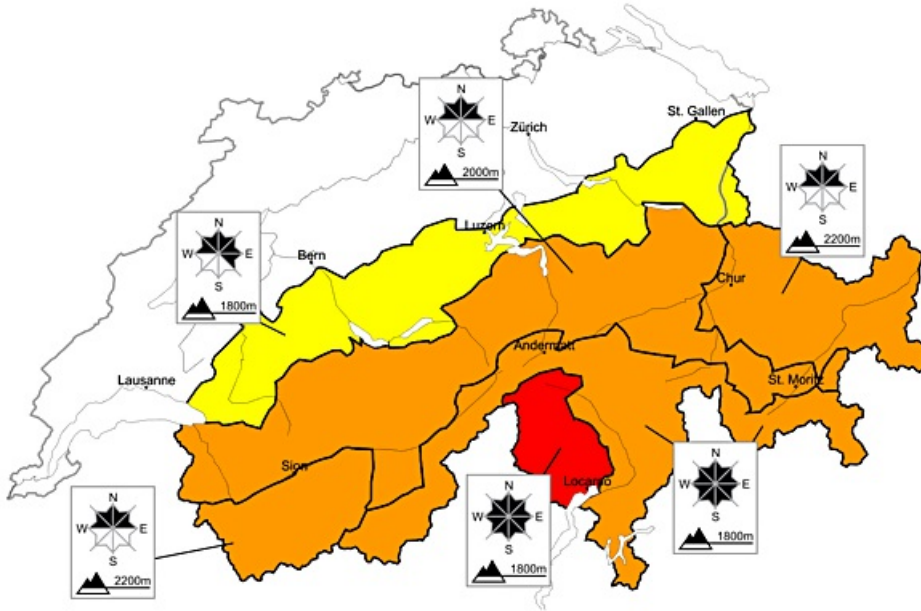 N
W E
S
2000m
St. Gallen
Zürich
N
W E
S
2200m
N
W E
S
1800m
Luzern
Bern
Chur
Andermatt
Lausanne
St. Moritz
Sion
Locarno
N
W E
S
1800m
N
W E
S
1800m
N
W E
S
2200m